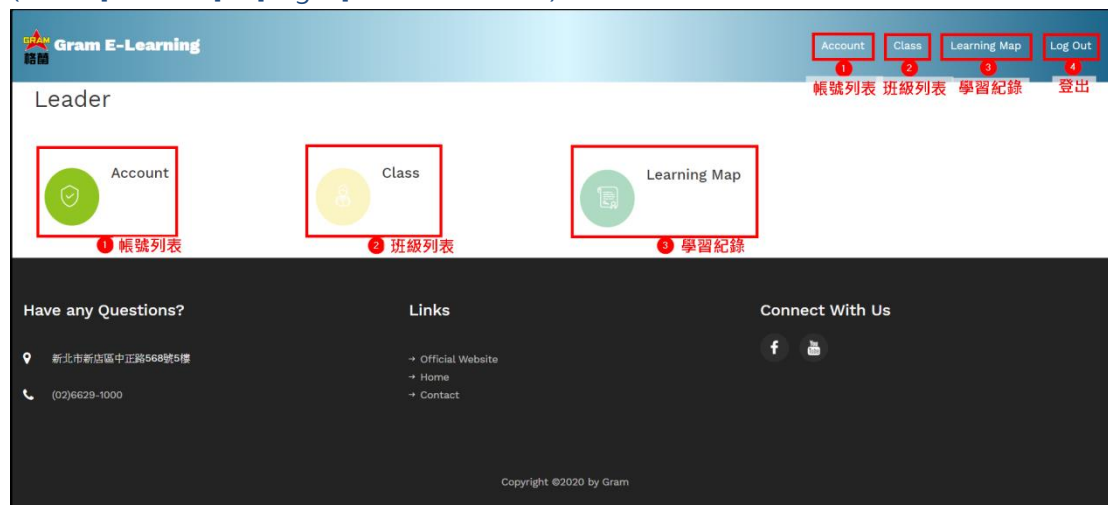 GRAM
格蘭
Gram E-Learning
Account Class Learning Map Log Out
1 2 3 4
帳號列表 班級列表 學習紀錄 登出
Leader
Account Class Learning Map
1 帳號列表 2 班級列表 3 學習紀錄
Have any Questions? Links Connect With Us
新北市新店區中正路568號5樓
→ Official Website
→ Home
(02)6629-1000
→ Contact
Copyright ©2020 by Gram